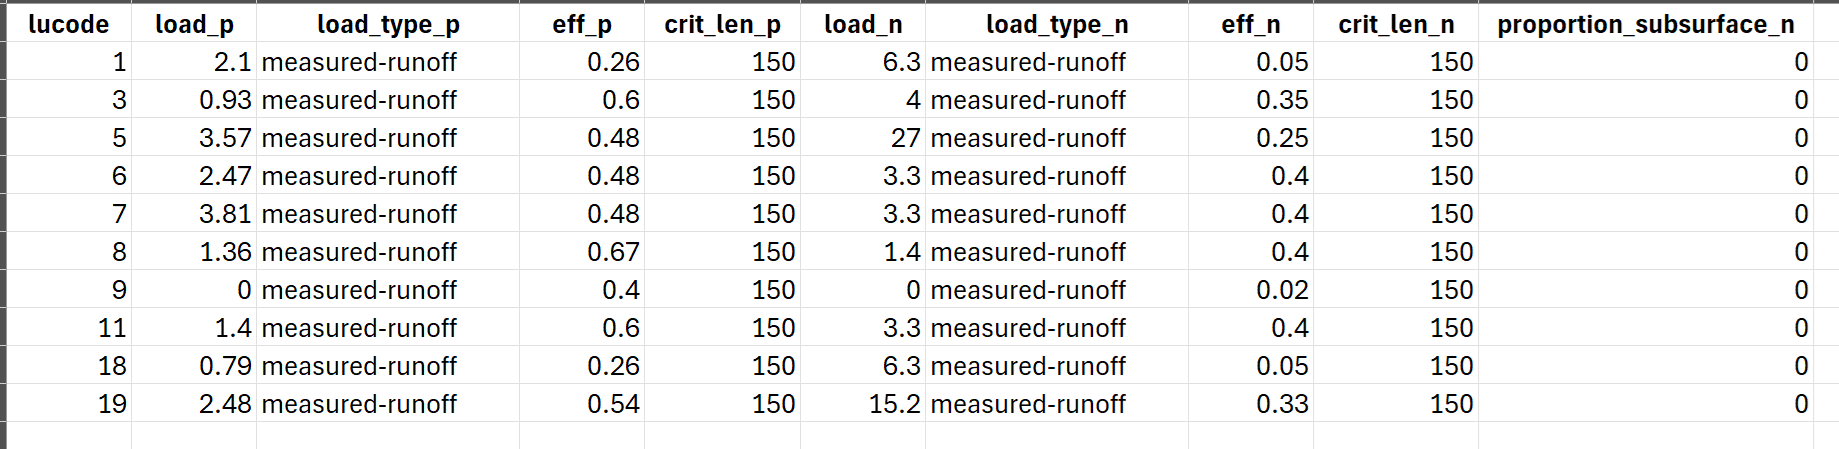 lucode load_p load_type_p eff_p crit_len_p load_n load_type_n eff_n crit_len_n proportion_subsurface_n
1 2.1 measured-runoff 0.26 150 6.3 measured-runoff 0.05 150 0
3 0.93 measured-runoff 0.6 150 4 measured-runoff 0.35 150 0
5 3.57 measured-runoff 0.48 150 27 measured-runoff 0.25 150 0
6 2.47 measured-runoff 0.48 150 3.3 measured-runoff 0.4 150 0
7 3.81 measured-runoff 0.48 150 3.3 measured-runoff 0.4 150 0
8 1.36 measured-runoff 0.67 150 1.4 measured-runoff 0.4 150 0
9 0 measured-runoff 0.4 150 0 measured-runoff 0.02 150 0
11 1.4 measured-runoff 0.6 150 3.3 measured-runoff 0.4 150 0
18 0.79 measured-runoff 0.26 150 6.3 measured-runoff 0.05 150 0
19 2.48 measured-runoff 0.54 150 15.2 measured-runoff 0.33 150 0